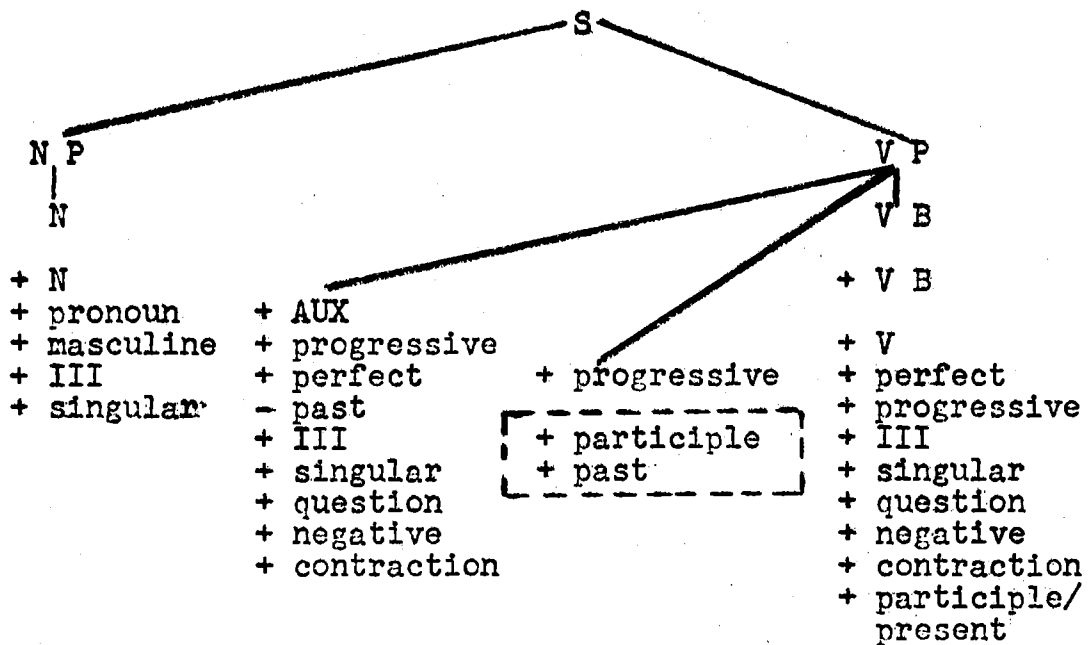 S
N P
V P
N
V B
+ N
+ pronoun
+ masculine
+ III
+ singular
+ AUX
+ progressive
+ perfect
- past
+ III
+ singular
+ question
+ negative
+ contraction
+ progressive
+ participle
+ past
+ V B
+ V
+ perfect
+ progressive
+ III
+ singular
+ question
+ negative
+ contraction
+ participle/
present